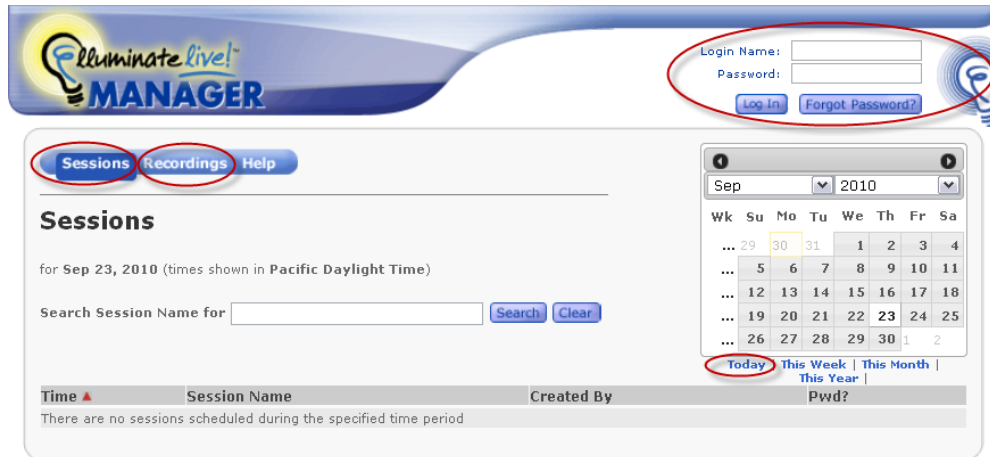 Elluminate live!™
MANAGER
Login Name:
Password:
Log In Forgot Password?
Sessions Recordings Help
Sessions
for Sep 23, 2010 (times shown in Pacific Daylight Time)
Search Session Name for Search Clear
Sep 2010
Wk Su Mo Tu We Th Fr Sa
... 29 30 31 1 2 3 4
... 5 6 7 8 9 10 11
... 12 13 14 15 16 17 18
... 19 20 21 22 23 24 25
... 26 27 28 29 30 1 2
Today | This Week | This Month |
This Year |
Time Session Name Created By Pwd?
There are no sessions scheduled during the specified time period